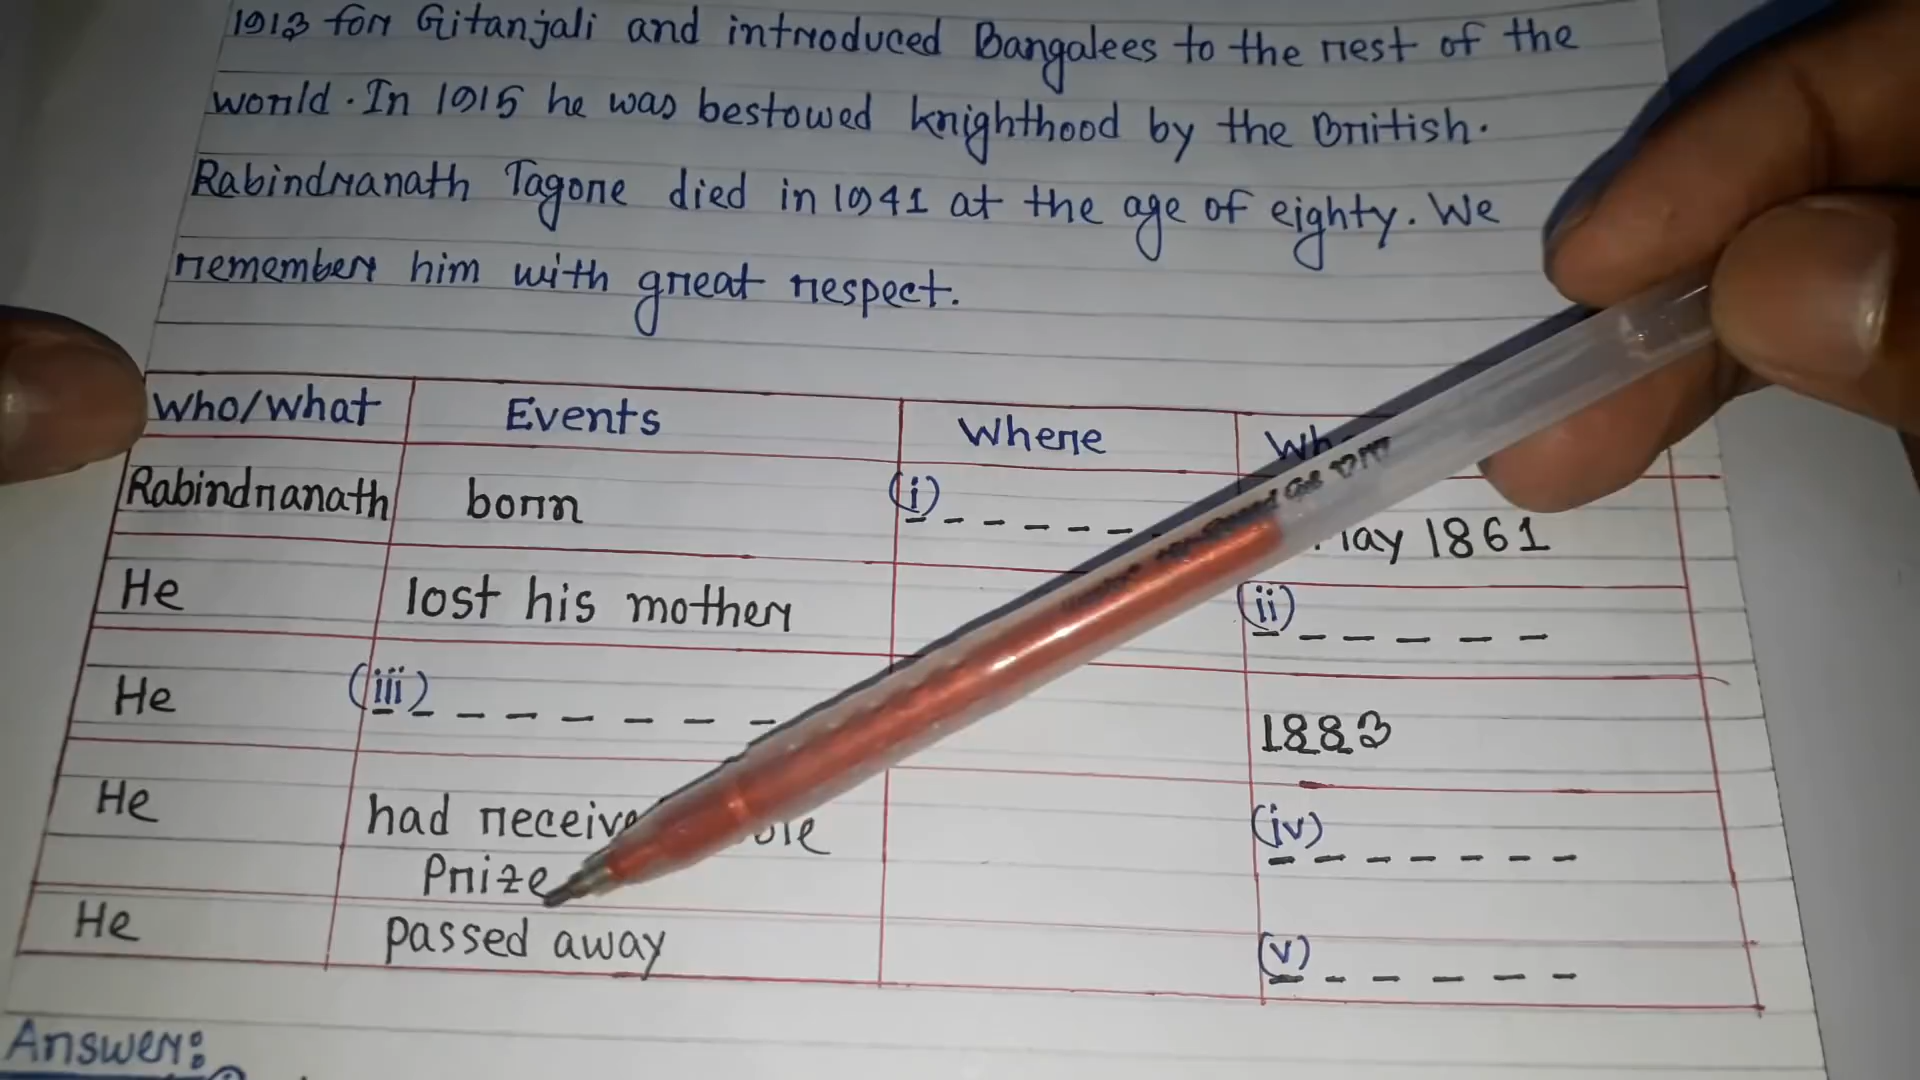 1913 for Gitanjali and introduced Bangalees to the rest of the
world. In 1915 he was bestowed knighthood by the British.
Rabindranath Tagore died in 1941 at the age of eighty. We
remember him with great respect.
Who/What Events Where
Rabindranath born (i) _ _ _ _ _ _ May 1861
He lost his mother (ii) _ _ _ _ _ _ _
He (iii) _ _ _ _ _ _ _ _ 1883
He had (iv) _ _ _ _ _ _ _
Prize
He passed away (v) _ _ _ _ _ _
Answer: